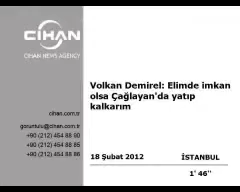 CİHAN
CIHAN NEWS AGENCY
Volkan Demirel: Elimde imkan
olsa Çağlayan'da yatıp
kalkarım
cihan.com.tr
goruntulu@cihan.com.tr
+90 (212) 454 88 90
+90 (212) 454 88 85
+90 (212) 454 88 86
18 Şubat 2012
İSTANBUL
1' 46"